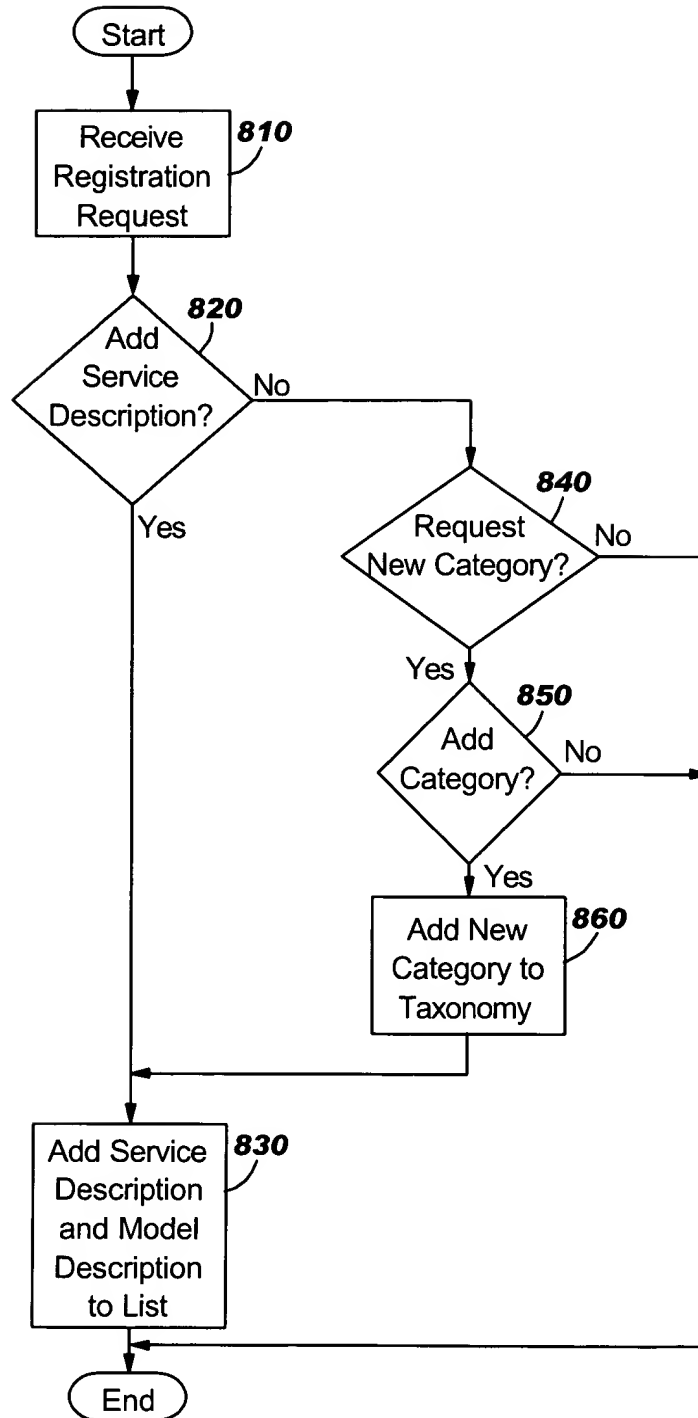 Start
Receive
Registration
Request
810
Add
Service
Description?
820
No
Yes
Request
New Category?
840
No
Yes
Add
Category?
850
No
Yes
Add New
Category to
Taxonomy
860
Add Service
Description
and Model
Description
to List
830
End